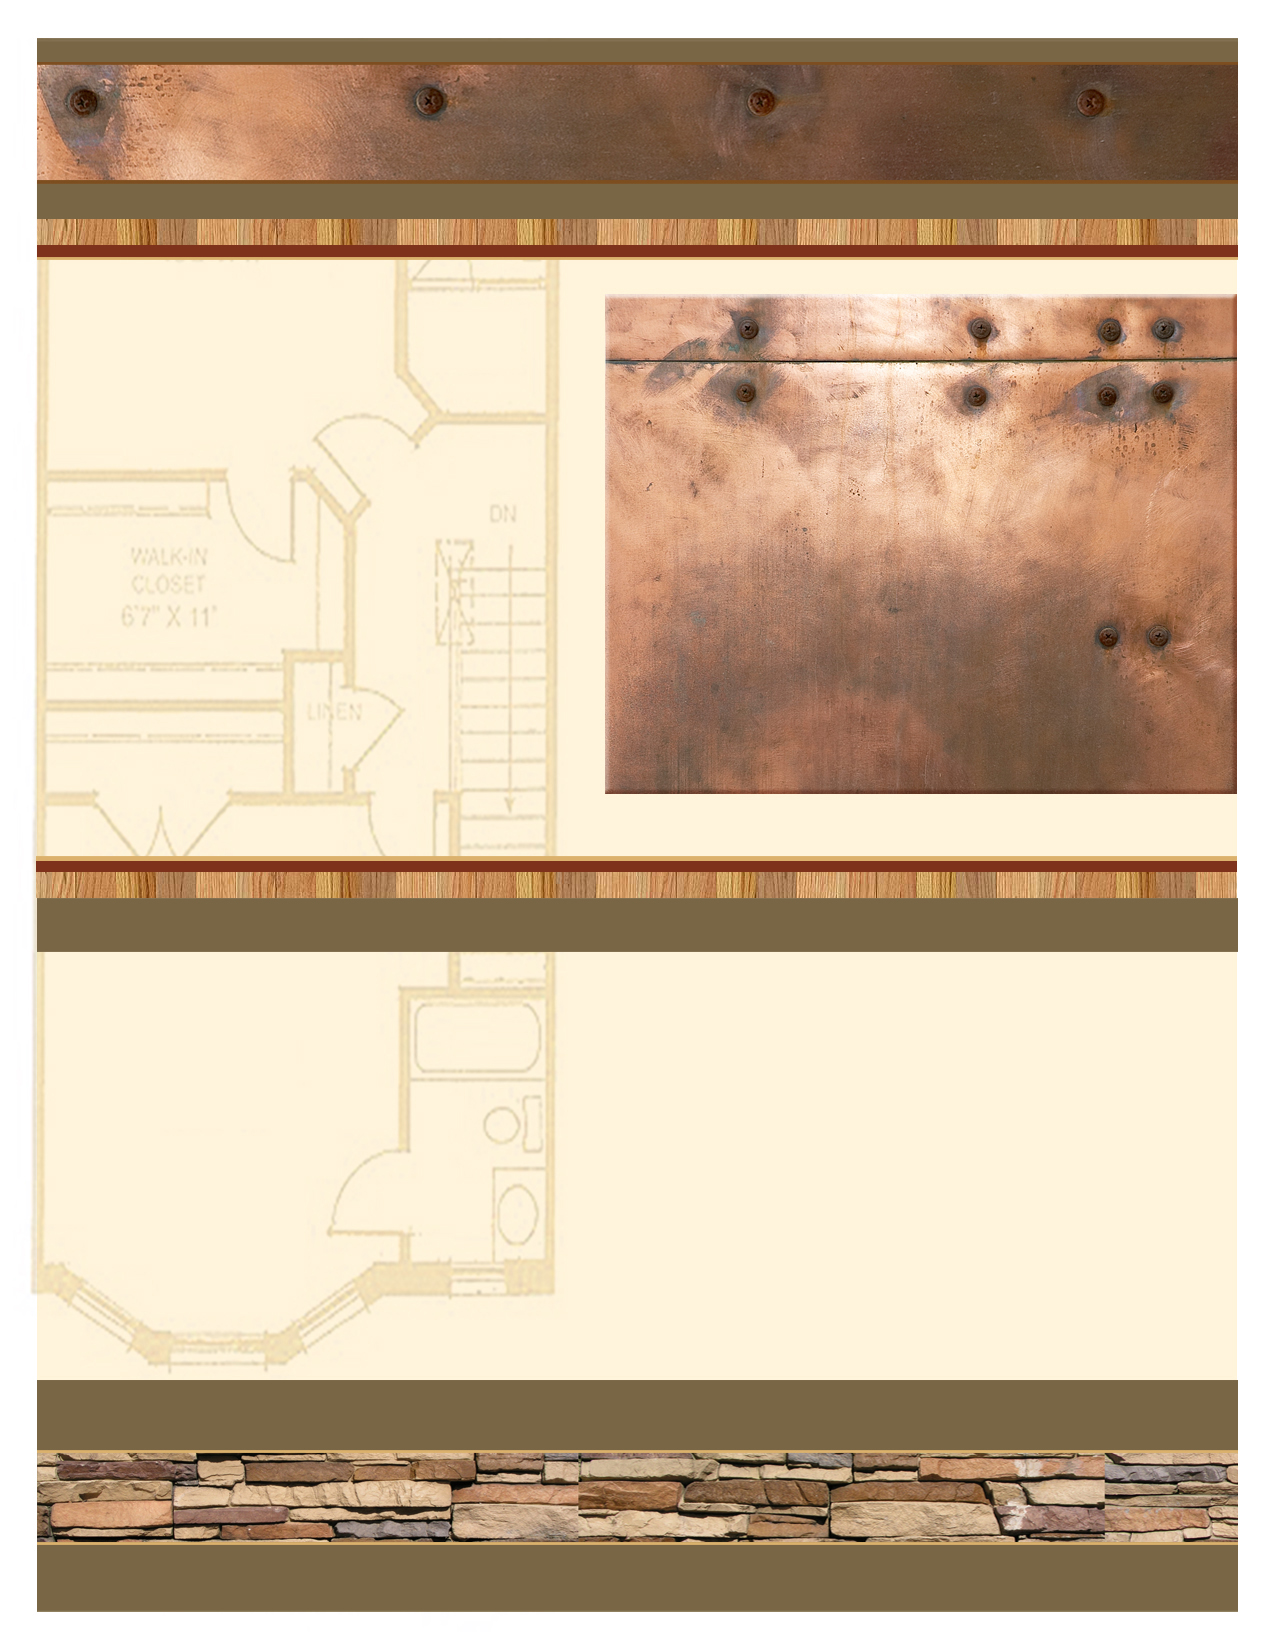 WALK-IN
CLOSET
6'7" X 11'
DN
LINEN